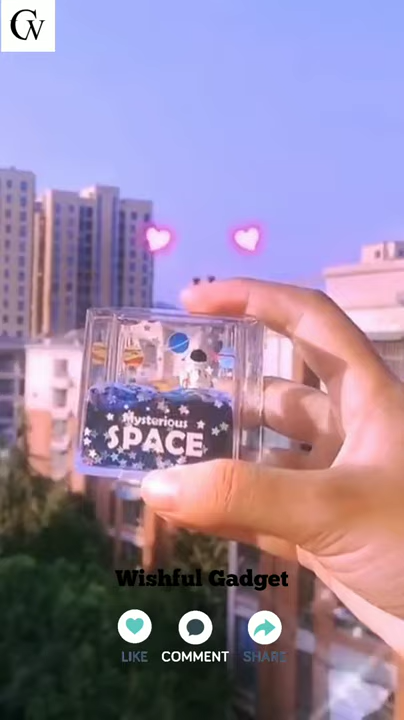 GW
Mysterious
SPACE
Wishful Gadget
LIKE COMMENT SHARE